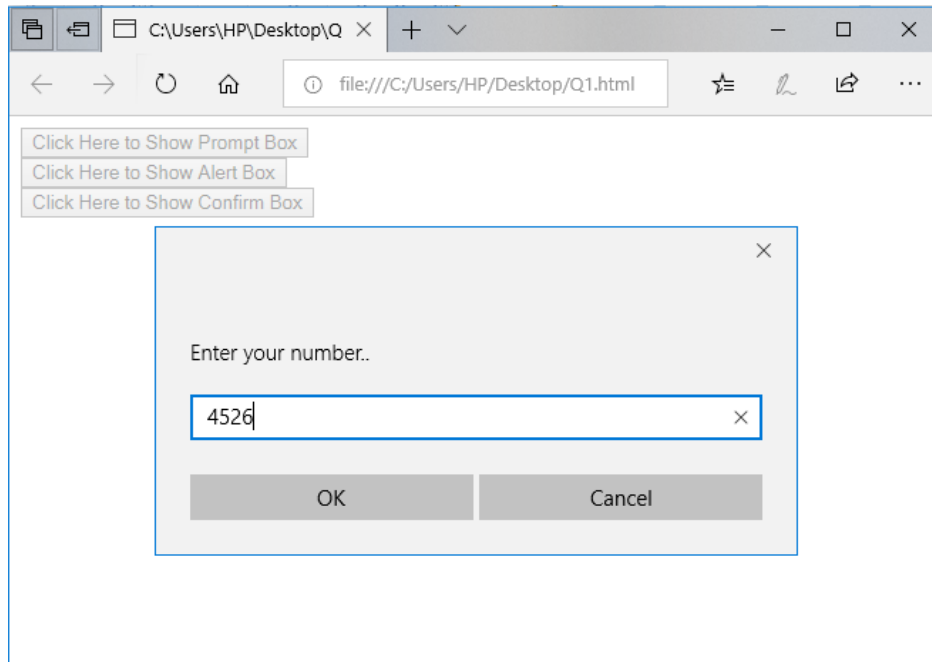 C:\Users\HP\Desktop\Q
file:///C:/Users/HP/Desktop/Q1.html
Click Here to Show Prompt Box
Click Here to Show Alert Box
Click Here to Show Confirm Box
Enter your number..
4526
OK Cancel